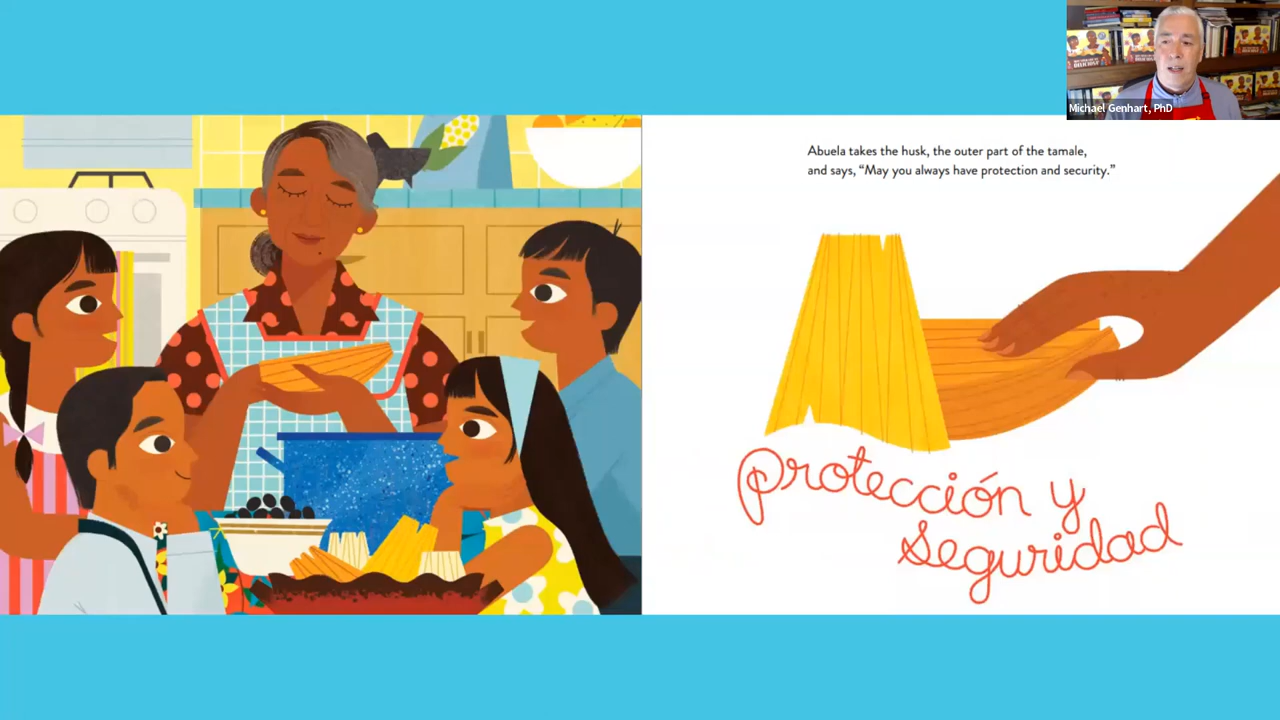 Michael Genhart, PhD
Abuela takes the husk, the outer part of the tamale,
and says, “May you always have protection and security.”
protección y
seguridad